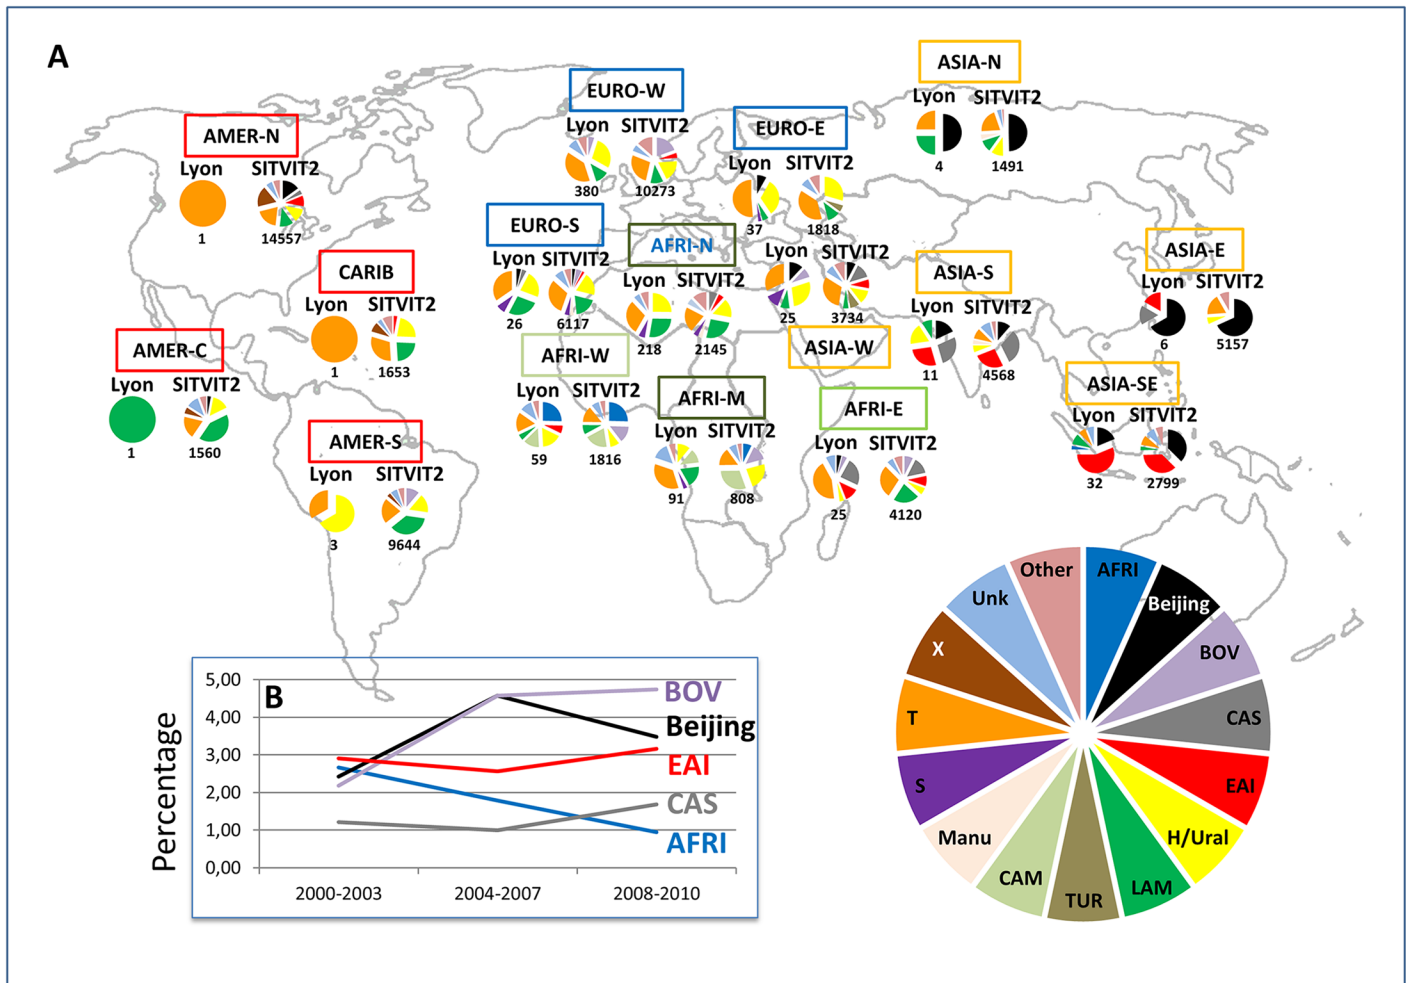 A
AMER-N
Lyon SITVIT2
1 14557
CARIB
Lyon SITVIT2
1 1653
AMER-C
Lyon SITVIT2
1 1560
AMER-S
Lyon SITVIT2
3 9644
EURO-W
Lyon SITVIT2
380 10273
EURO-E
Lyon SITVIT2
37 1818
EURO-S
Lyon SITVIT2
26 6117
AFRI-N
Lyon SITVIT2
218 2145
Lyon SITVIT2
25 3734
ASIA-W
AFRI-W
Lyon SITVIT2
59 1816
AFRI-M
Lyon SITVIT2
91 808
AFRI-E
Lyon SITVIT2
25 4120
ASIA-N
Lyon SITVIT2
4 1491
ASIA-S
Lyon SITVIT2
11 4568
ASIA-E
Lyon SITVIT2
6 5157
ASIA-SE
Lyon SITVIT2
32 2799
B
Percentage
5,00
4,00
3,00
2,00
1,00
0,00
2000-2003 2004-2007 2008-2010
BOV
Beijing
EAI
CAS
AFRI
AFRI
Beijing
BOV
CAS
EAI
H/Ural
LAM
TUR
CAM
Manu
S
T
X
Unk
Other